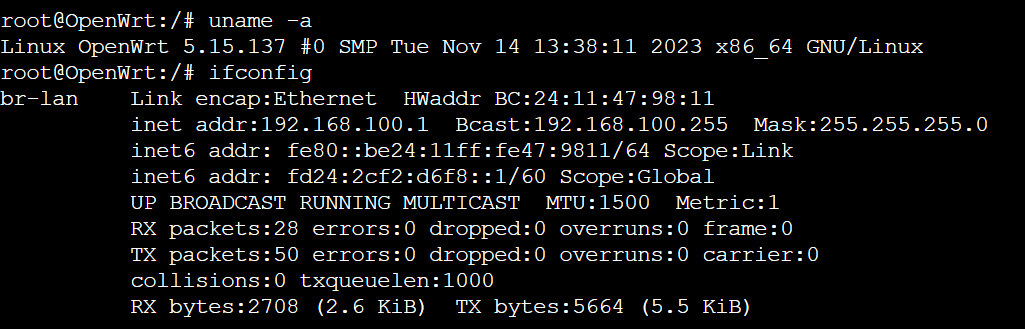 root@OpenWrt:/# uname -a
Linux OpenWrt 5.15.137 #0 SMP Tue Nov 14 13:38:11 2023 x86_64 GNU/Linux
root@OpenWrt:/# ifconfig
br-lan    Link encap:Ethernet  HWaddr BC:24:11:47:98:11
          inet addr:192.168.100.1  Bcast:192.168.100.255  Mask:255.255.255.0
          inet6 addr: fe80::be24:11ff:fe47:9811/64 Scope:Link
          inet6 addr: fd24:2cf2:d6f8::1/60 Scope:Global
          UP BROADCAST RUNNING MULTICAST  MTU:1500  Metric:1
          RX packets:28 errors:0 dropped:0 overruns:0 frame:0
          TX packets:50 errors:0 dropped:0 overruns:0 carrier:0
          collisions:0 txqueuelen:1000
          RX bytes:2708 (2.6 KiB)  TX bytes:5664 (5.5 KiB)